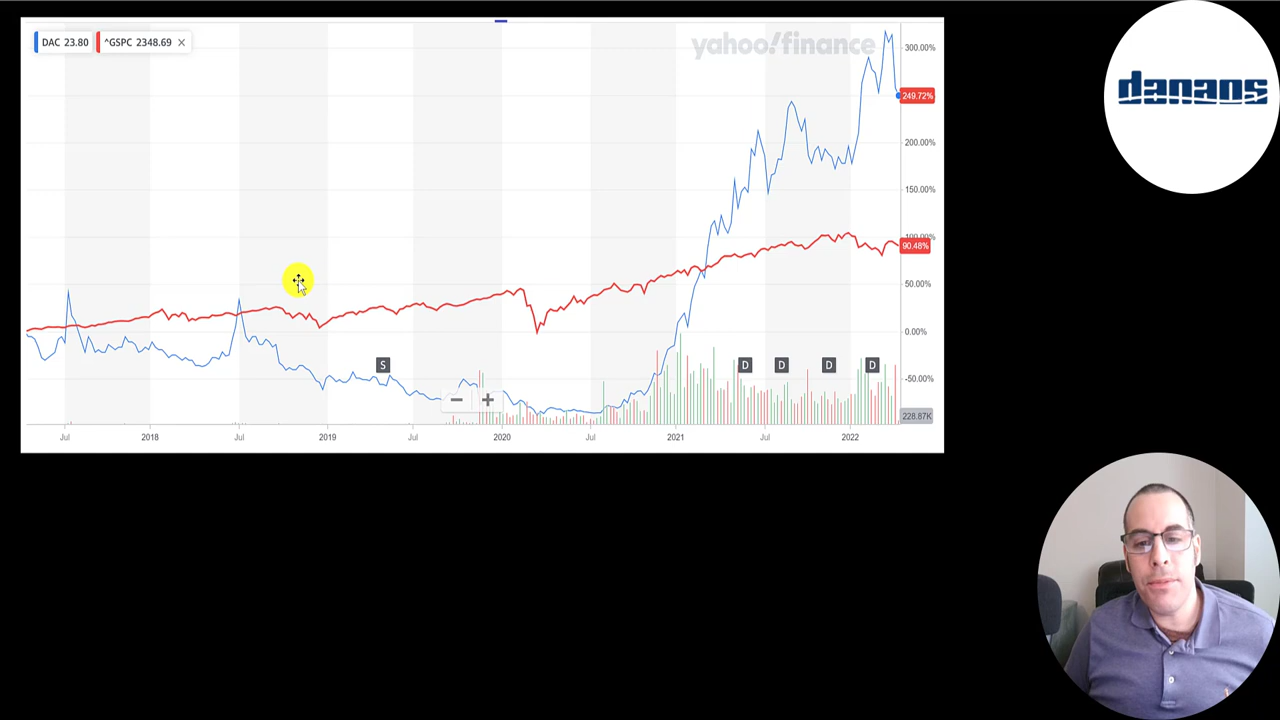 DAC 23.80 ^GSPC 2348.69 ×
yahoo!finance
300.00%
249.72%
200.00%
150.00%
100.00%
90.48%
50.00%
0.00%
-50.00%
228.87K
S D D D D
Jul 2018 Jul 2019 Jul 2020 Jul 2021 Jul 2022
danaos